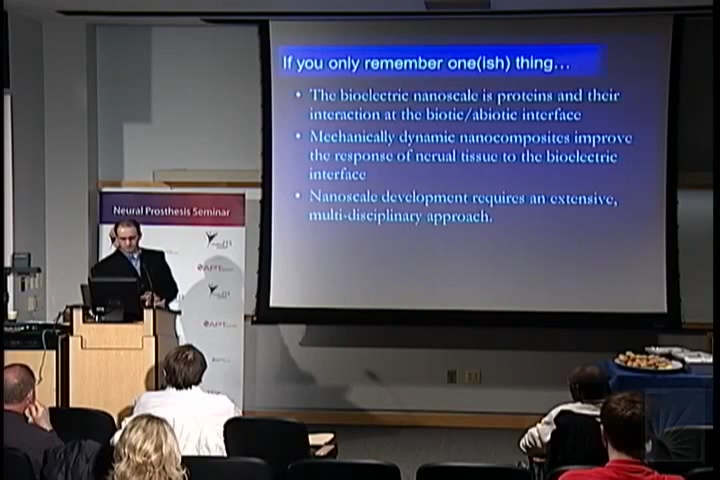 If you only remember one(ish) thing…
• The bioelectric nanoscale is proteins and their
interaction at the biotic/abiotic interface
• Mechanically dynamic nanocomposites improve
the response of nerual tissue to the bioelectric
interface
• Nanoscale development requires an extensive,
multi-disciplinary approach.
Neural Prosthesis Seminar
APT
APT